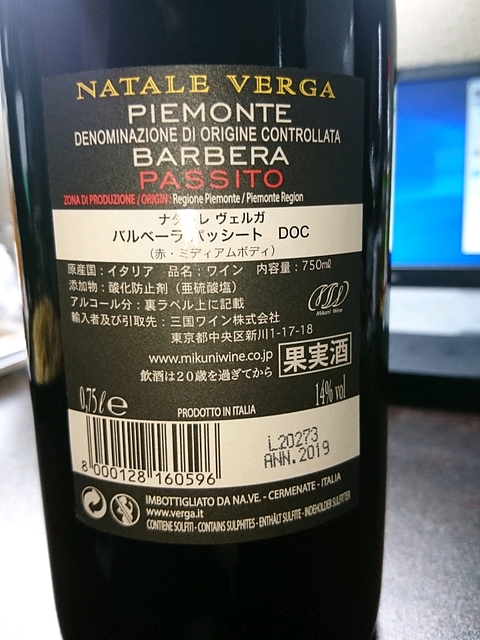 NATALE VERGA
PIEMONTE
DENOMINAZIONE DI ORIGINE CONTROLLATA
BARBERA
PASSITO
ZONA DI PRODUZIONE / ORIGIN: Regione Piemonte / Piemonte Region
ナターレ ヴェルガ
バルベーラ パッシート DOC
（赤・ミディアムボディ）
原産国：イタリア 品名：ワイン 内容量：750㎖
添加物：酸化防止剤（亜硫酸塩）
アルコール分：裏ラベル上に記載
輸入者及び引取先：三国ワイン株式会社
東京都中央区新川1-17-18
Mikuni Wine
www.mikuniwine.co.jp
果実酒
飲酒は20歳を過ぎてから
0,75 ℓ e
14% vol
PRODOTTO IN ITALIA
8 000128 160596
L20273
ANN.2019
IMBOTTIGLIATO DA NA.VE. - CERMENATE - ITALIA
www.verga.it
CONTIENE SOLFITI - CONTAINS SULPHITES - ENTHÄLT SULFITE - INDEHOLDER SULFITTER